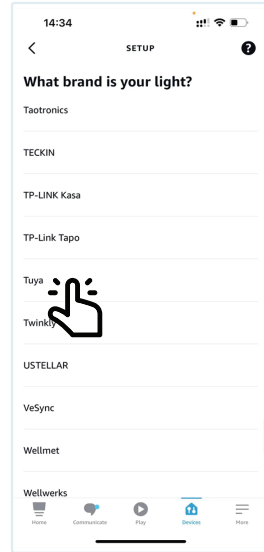 14:34
SETUP
?
What brand is your light?
Taotronics
TECKIN
TP-LINK Kasa
TP-Link Tapo
Tuya
Twinkly
USTELLAR
VeSync
Wellmet
Wellwerks
Home Communicate Play Devices More